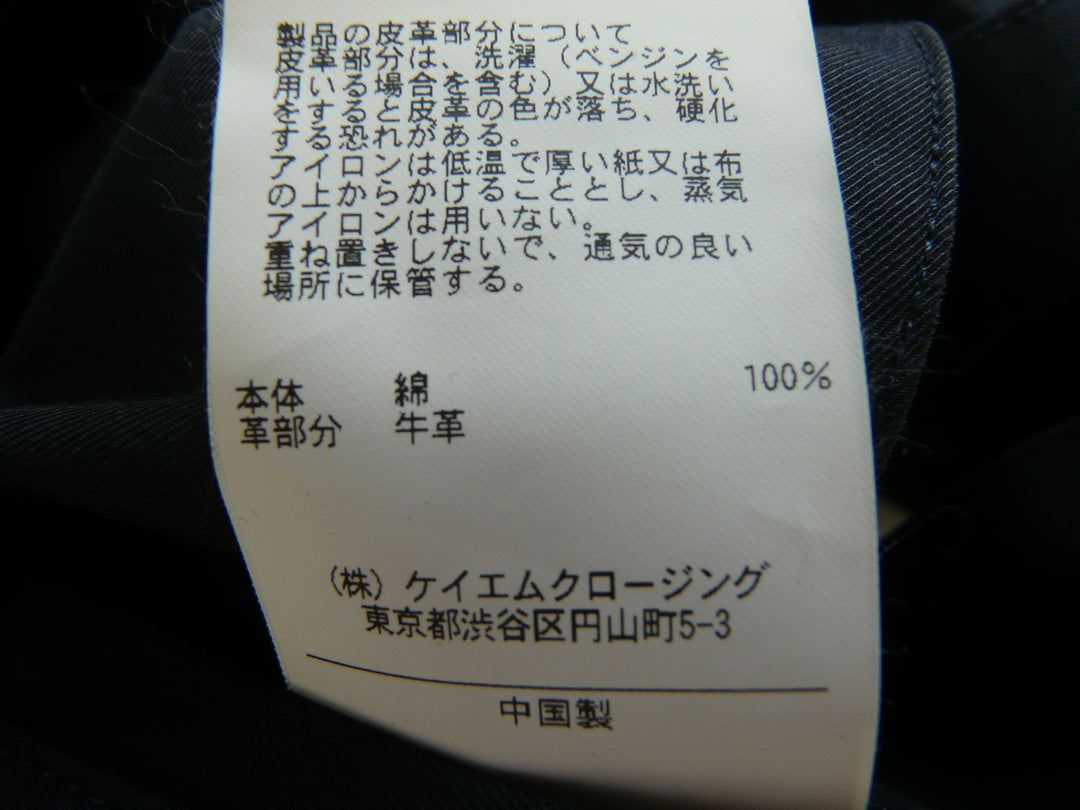 製品の皮革部分について
皮革部分は、洗濯（ベンジンを
用いる場合を含む）又は水洗い
をすると皮革の色が落ち、硬化
する恐れがある。
アイロンは低温で厚い紙又は布
の上からかけることとし、蒸気
アイロンは用いない。
重ね置きしないで、通気の良い
場所に保管する。
本体 綿 100%
革部分 牛革
（株）ケイエムクロージング
東京都渋谷区円山町5-3
中国製